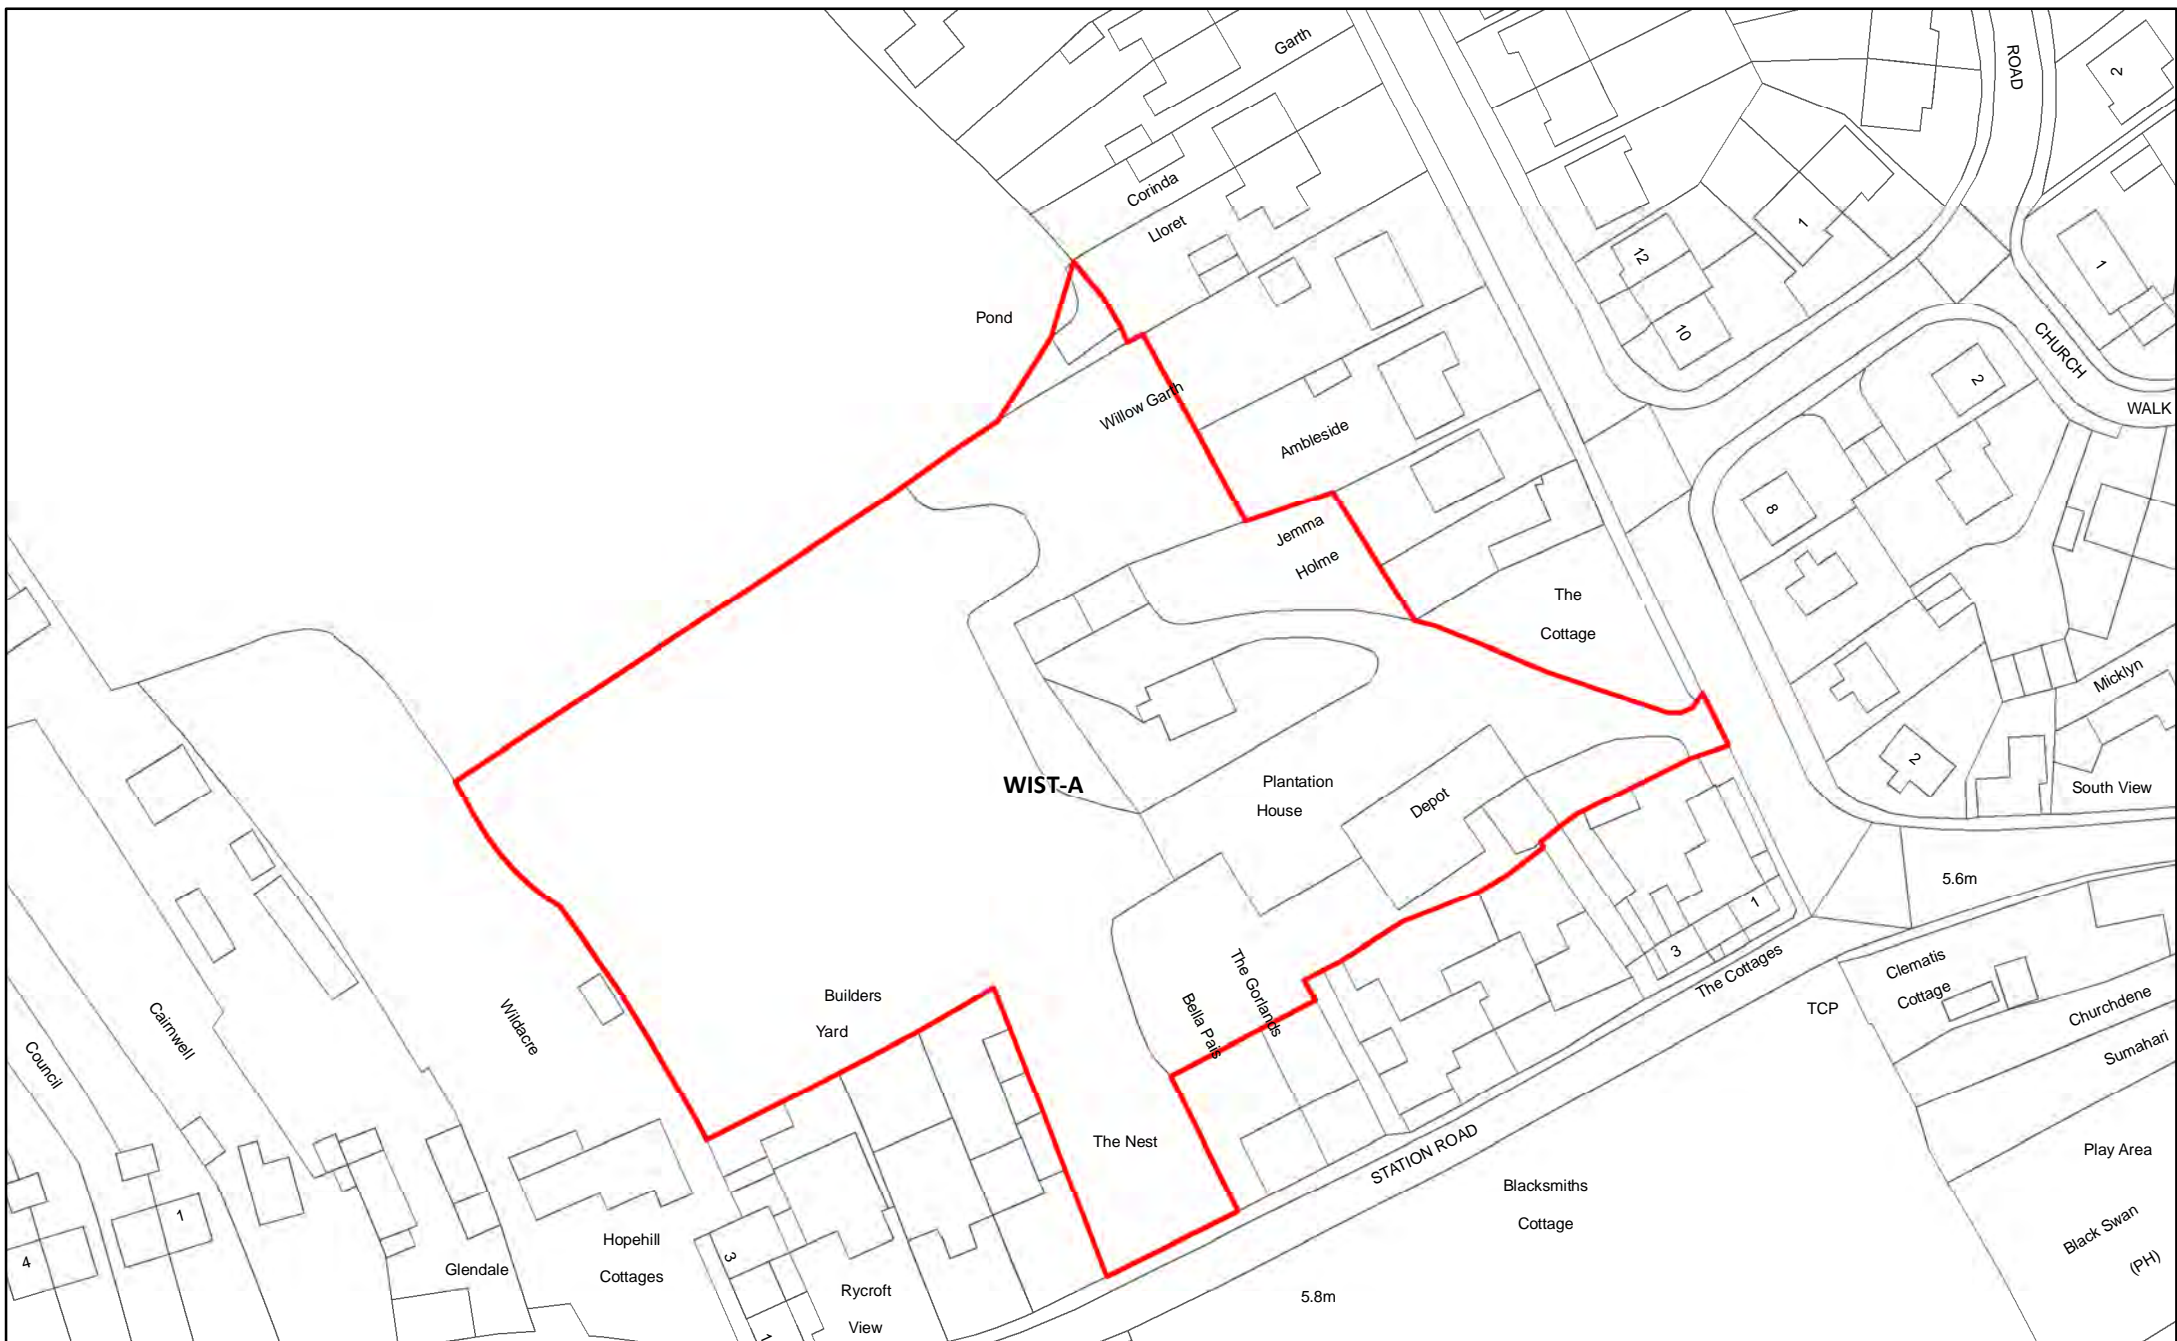 Garth
ROAD
2
Corinda
Lloret
12
1
1
10
Pond
CHURCH
WALK
2
Willow Garth
Ambleside
8
Jemma
Holme
The
Cottage
Micklyn
2
South View
WIST-A
Plantation
House
Depot
5.6m
1
3
The Cottages
Clematis
Cottage
TCP
Churchdene
Sumahari
Builders
Yard
The Gorlands
Bella Pais
Wildacre
Cairnwell
Council
The Nest
STATION ROAD
Play Area
Blacksmiths
Cottage
Black Swan
(PH)
1
4
Hopehill
Cottages
Glendale
3
1
Rycroft
View
5.8m